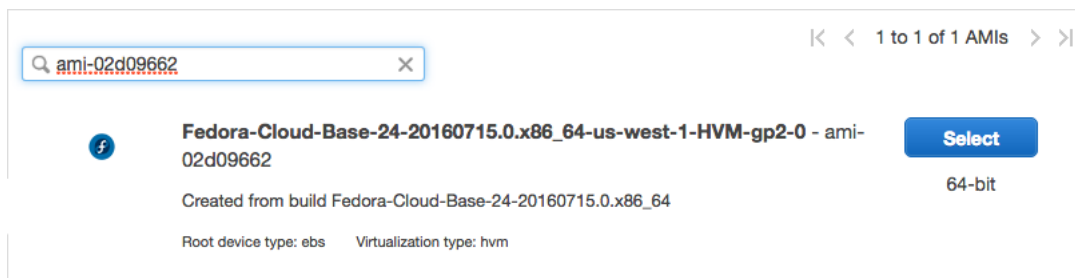 1 to 1 of 1 AMIs
ami-02d09662
Fedora-Cloud-Base-24-20160715.0.x86_64-us-west-1-HVM-gp2-0 - ami-
02d09662
Select
64-bit
Created from build Fedora-Cloud-Base-24-20160715.0.x86_64
Root device type: ebs Virtualization type: hvm